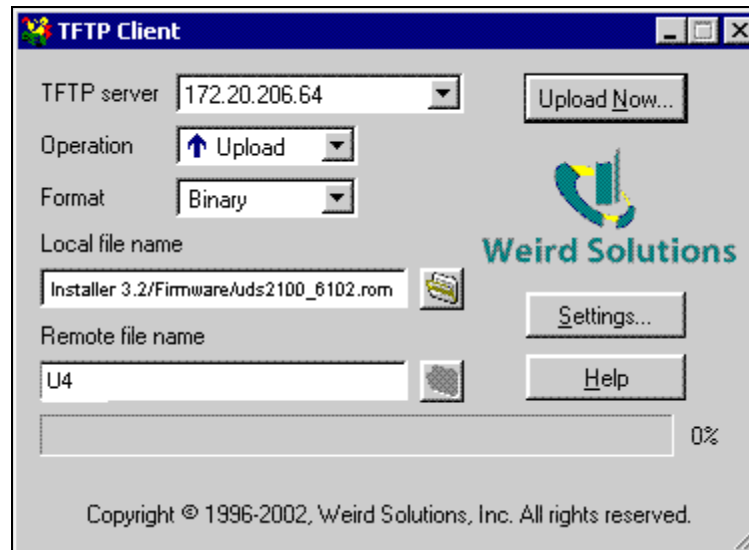 TFTP Client
TFTP server 172.20.206.64 Upload Now...
Operation Upload
Format Binary
Weird Solutions
Local file name
Installer 3.2/Firmware/uds2100_6102.rom
Settings...
Remote file name
U4 Help
0%
Copyright © 1996-2002, Weird Solutions, Inc. All rights reserved.